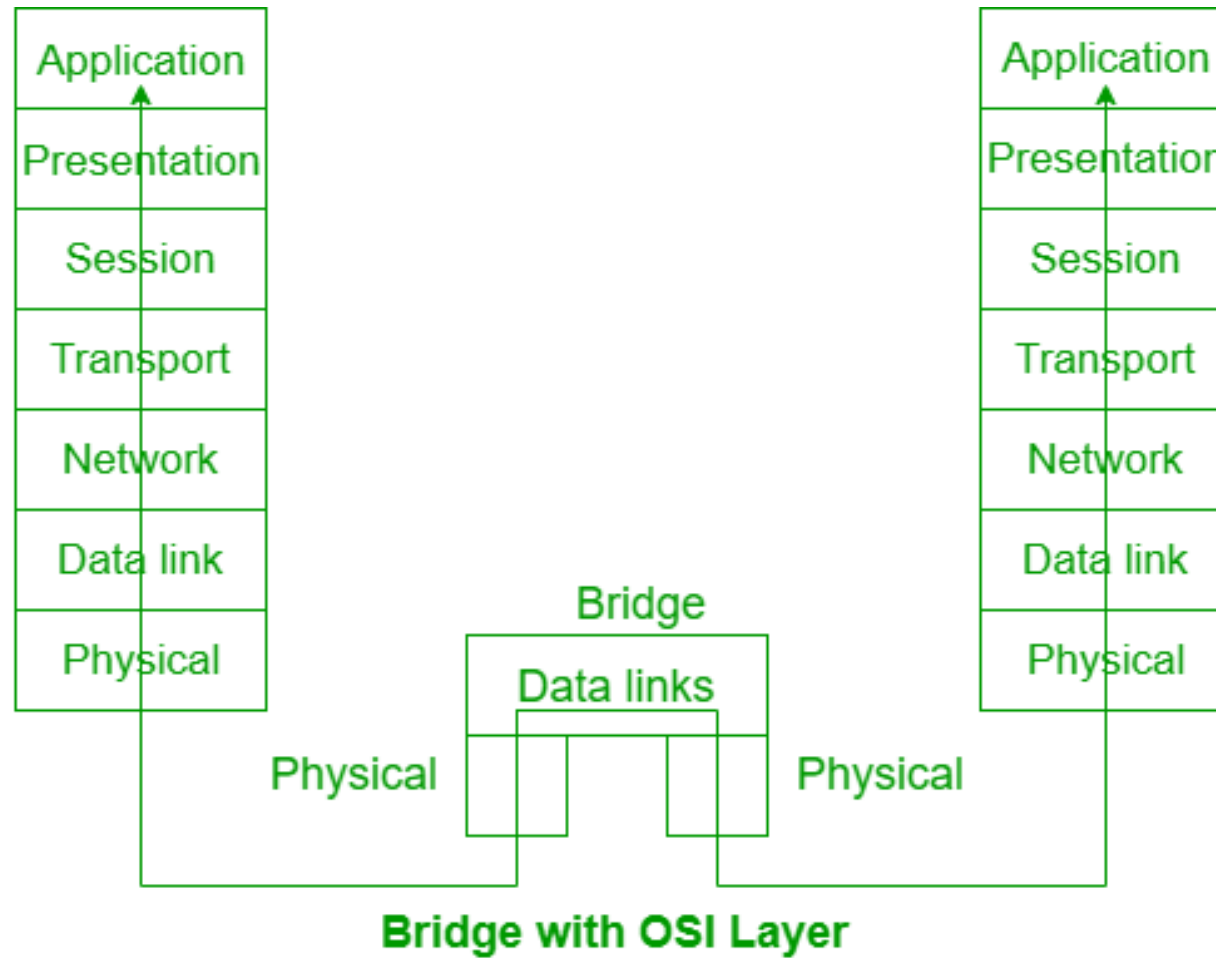 Application
Presentation
Session
Transport
Network
Data link
Physical
Bridge
Data links
Physical
Physical
Application
Presentation
Session
Transport
Network
Data link
Physical
Bridge with OSI Layer